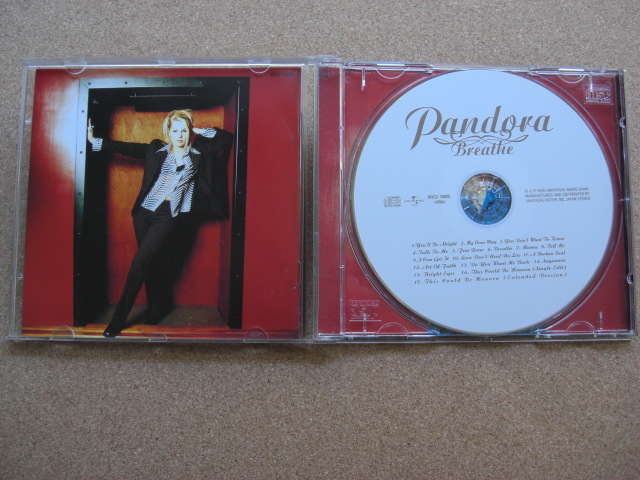 Pandora
Breathe
UNIVERSAL
1.You'll Be Alright 2. My Own Way 3.You Don't Want To Know
4. Talk To Me 5. Free Zone 6. Breathe 7. Mama 8. Tell Me
9. I Can Get It 10. Love Don't Need No Lies 11. A Broken Soul
12. Act Of Faith 13. Do You Want Me Back 14.
15. Bright Eyes 16. This Could Be Heaven (Single Edit)
17. This Could Be Heaven (Extended Version)